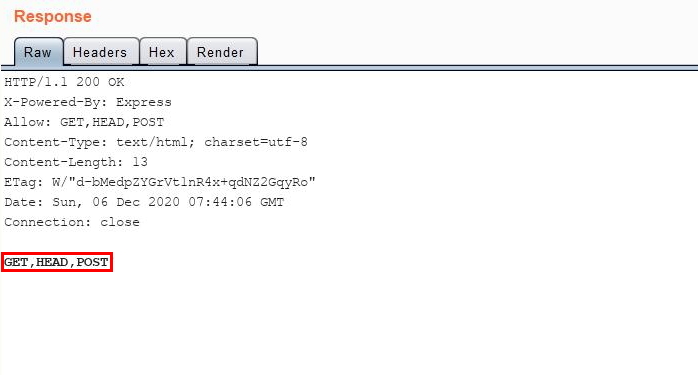 Response
Raw Headers Hex Render
HTTP/1.1 200 OK
X-Powered-By: Express
Allow: GET,HEAD,POST
Content-Type: text/html; charset=utf-8
Content-Length: 13
ETag: W/"d-bMedpZYGrVt1nR4x+qdNZ2GqyRo"
Date: Sun, 06 Dec 2020 07:44:06 GMT
Connection: close
GET,HEAD,POST